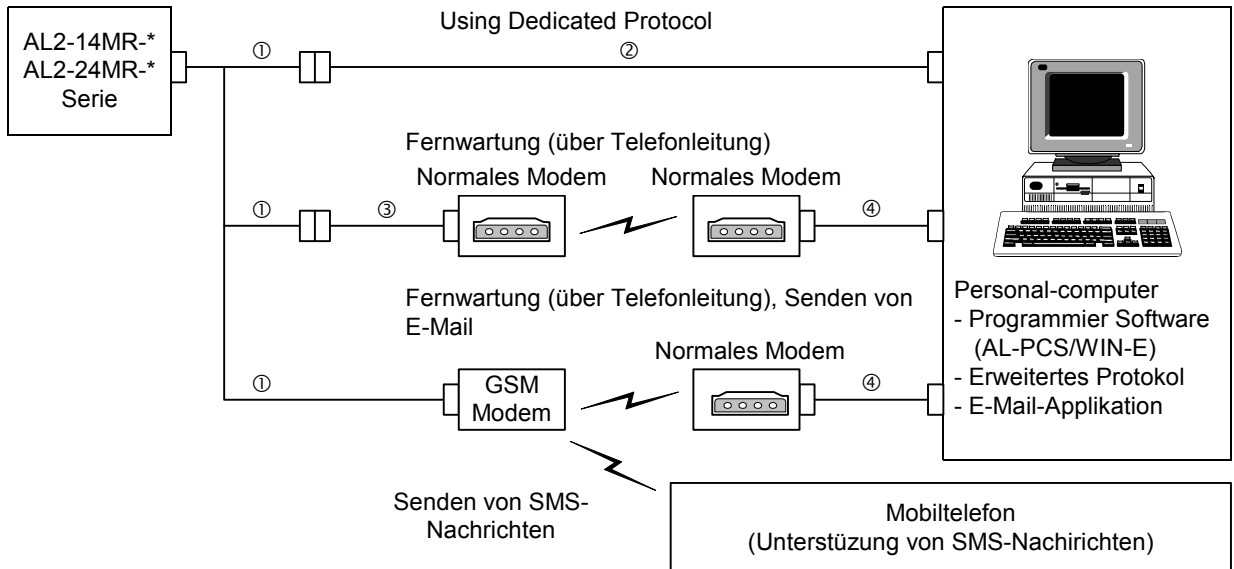 AL2-14MR-*
AL2-24MR-*
Serie
①
Using Dedicated Protocol
②
Fernwartung (über Telefonleitung)
Normales Modem
Normales Modem
①
③
④
Fernwartung (über Telefonleitung), Senden von
E-Mail
Normales Modem
①
GSM
Modem
④
Personal-computer
- Programmier Software
(AL-PCS/WIN-E)
- Erweitertes Protokol
- E-Mail-Applikation
Senden von SMS-
Nachrichten
Mobiltelefon
(Unterstüzung von SMS-Nachirichten)